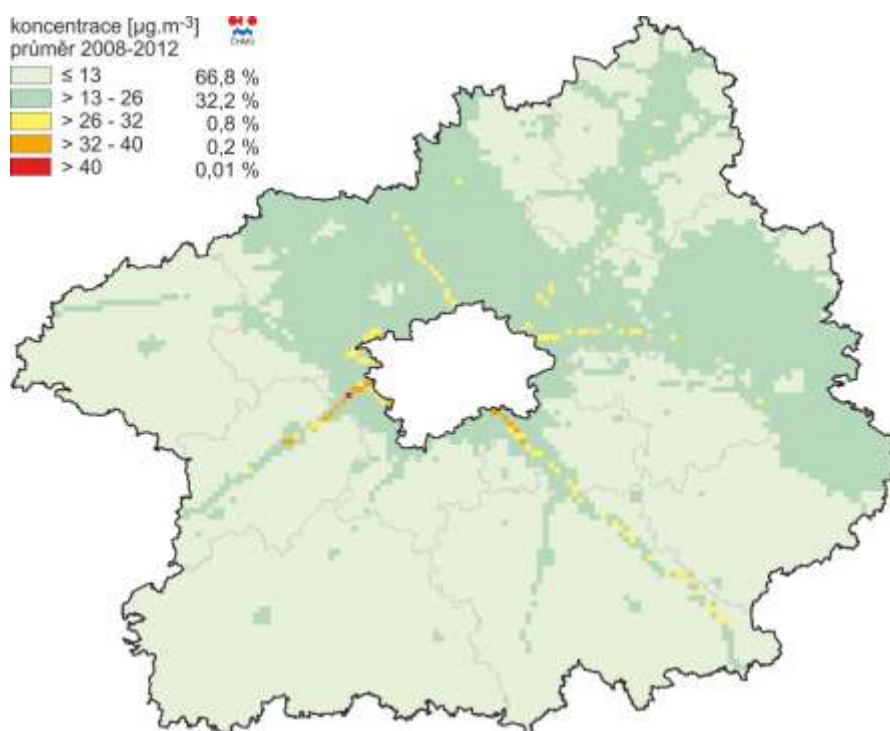 koncentrace [µg.m⁻³]
průměr 2008-2012
ČHMÚ
≤ 13 66,8 %
> 13 - 26 32,2 %
> 26 - 32 0,8 %
> 32 - 40 0,2 %
> 40 0,01 %